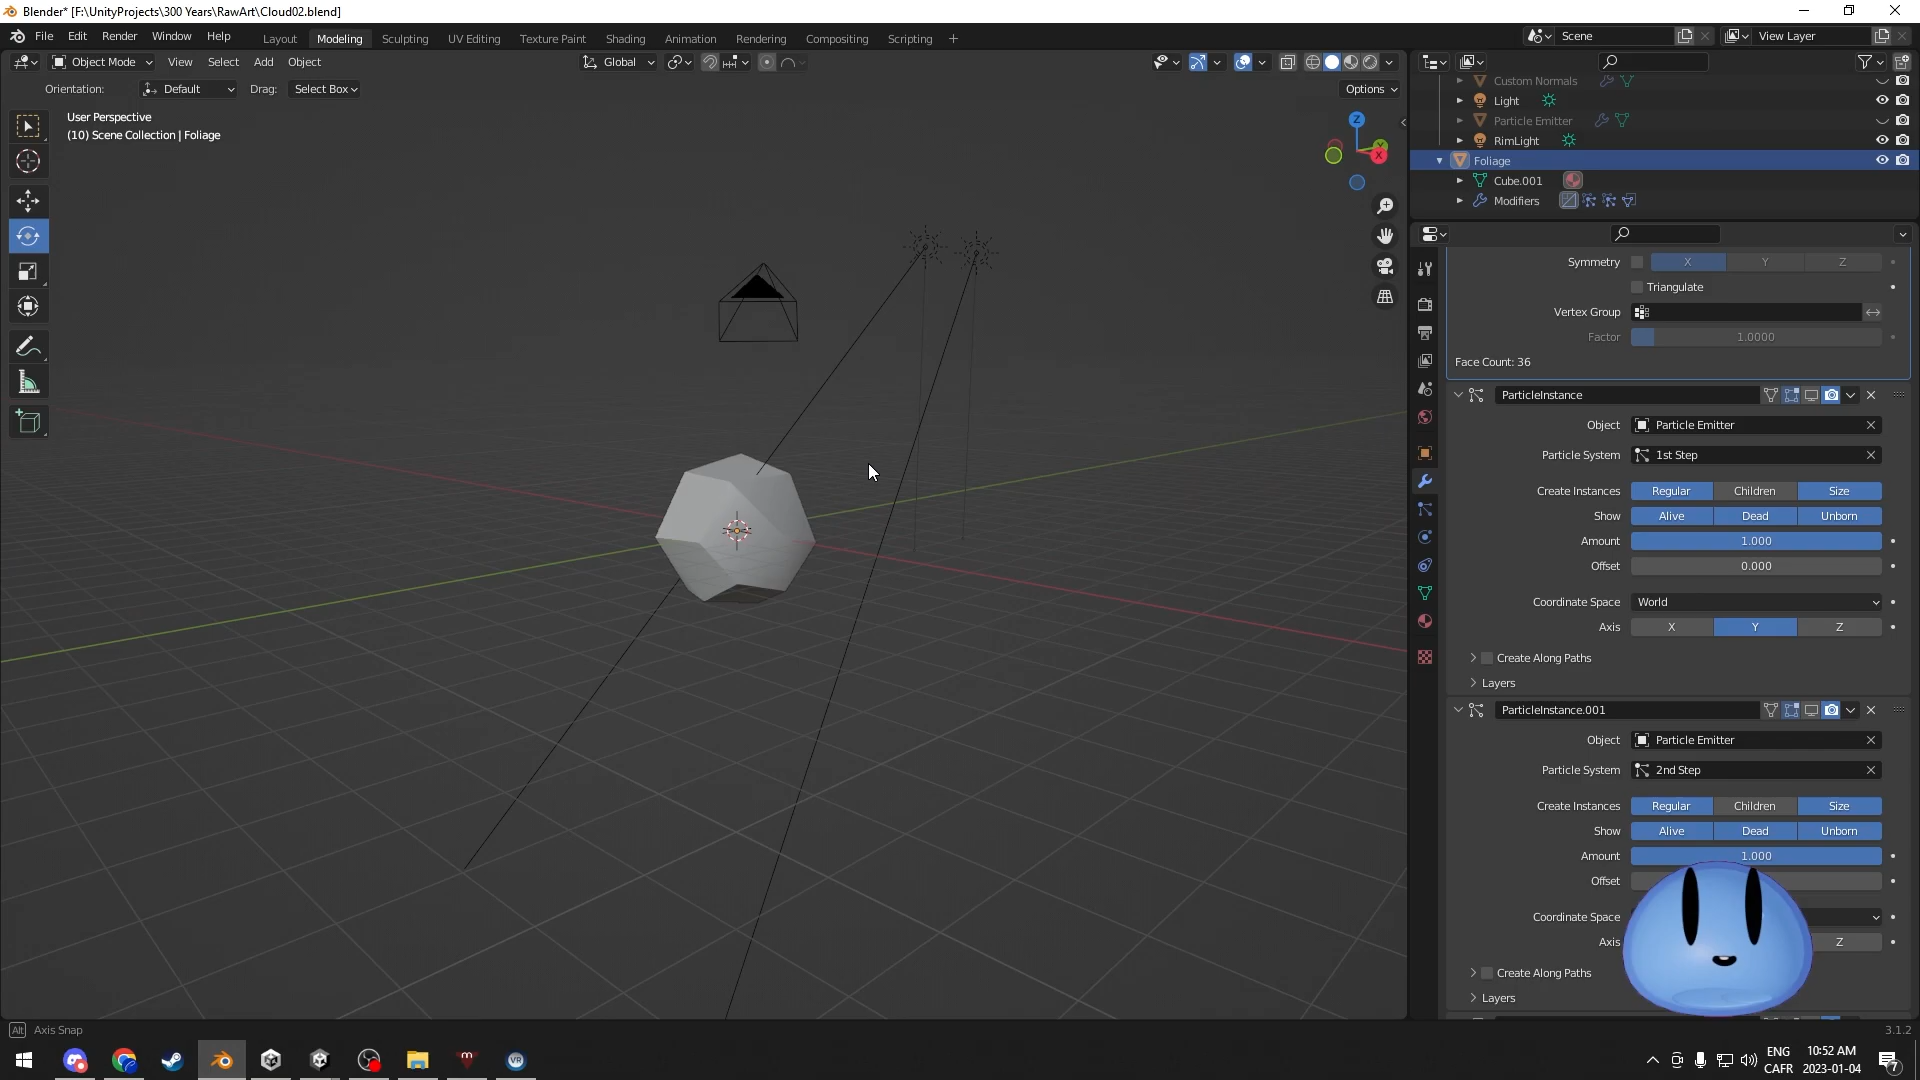 Blender* [F:\UnityProjects\300 Years\RawArt\Cloud02.blend]
File Edit Render Window Help Layout Modeling Sculpting UV Editing Texture Paint Shading Animation Rendering Compositing Scripting + Scene View Layer
Object Mode View Select Add Object Global
Orientation: Default Drag: Select Box Options
User Perspective
(10) Scene Collection | Foliage
Z
Y
X
Custom Normals
Light
Particle Emitter
RimLight
Foliage
Cube.001
Modifiers
Symmetry X Y Z
Triangulate
Vertex Group
Factor 1.0000
Face Count: 36
ParticleInstance
Object Particle Emitter
Particle System 1st Step
Create Instances Regular Children Size
Show Alive Dead Unborn
Amount 1.000
Offset 0.000
Coordinate Space World
Axis X Y Z
Create Along Paths
Layers
ParticleInstance.001
Object Particle Emitter
Particle System 2nd Step
Create Instances Regular Children Size
Show Alive Dead Unborn
Amount 1.000
Offset
Coordinate Space
Axis Z
Create Along Paths
Layers
Alt Axis Snap
3.1.2
VR
ENG
CAFR
10:52 AM
2023-01-04
7